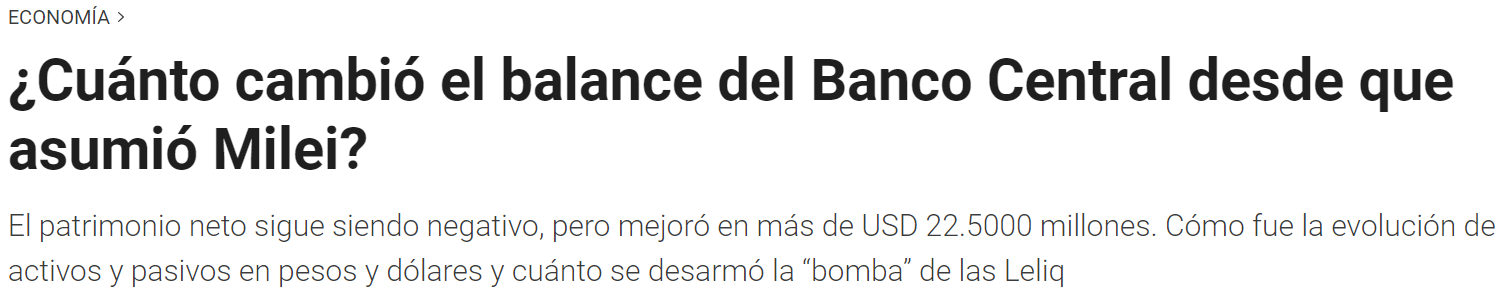 ECONOMÍA >
¿Cuánto cambió el balance del Banco Central desde que
asumió Milei?
El patrimonio neto sigue siendo negativo, pero mejoró en más de USD 22.5000 millones. Cómo fue la evolución de
activos y pasivos en pesos y dólares y cuánto se desarmó la “bomba” de las Leliq